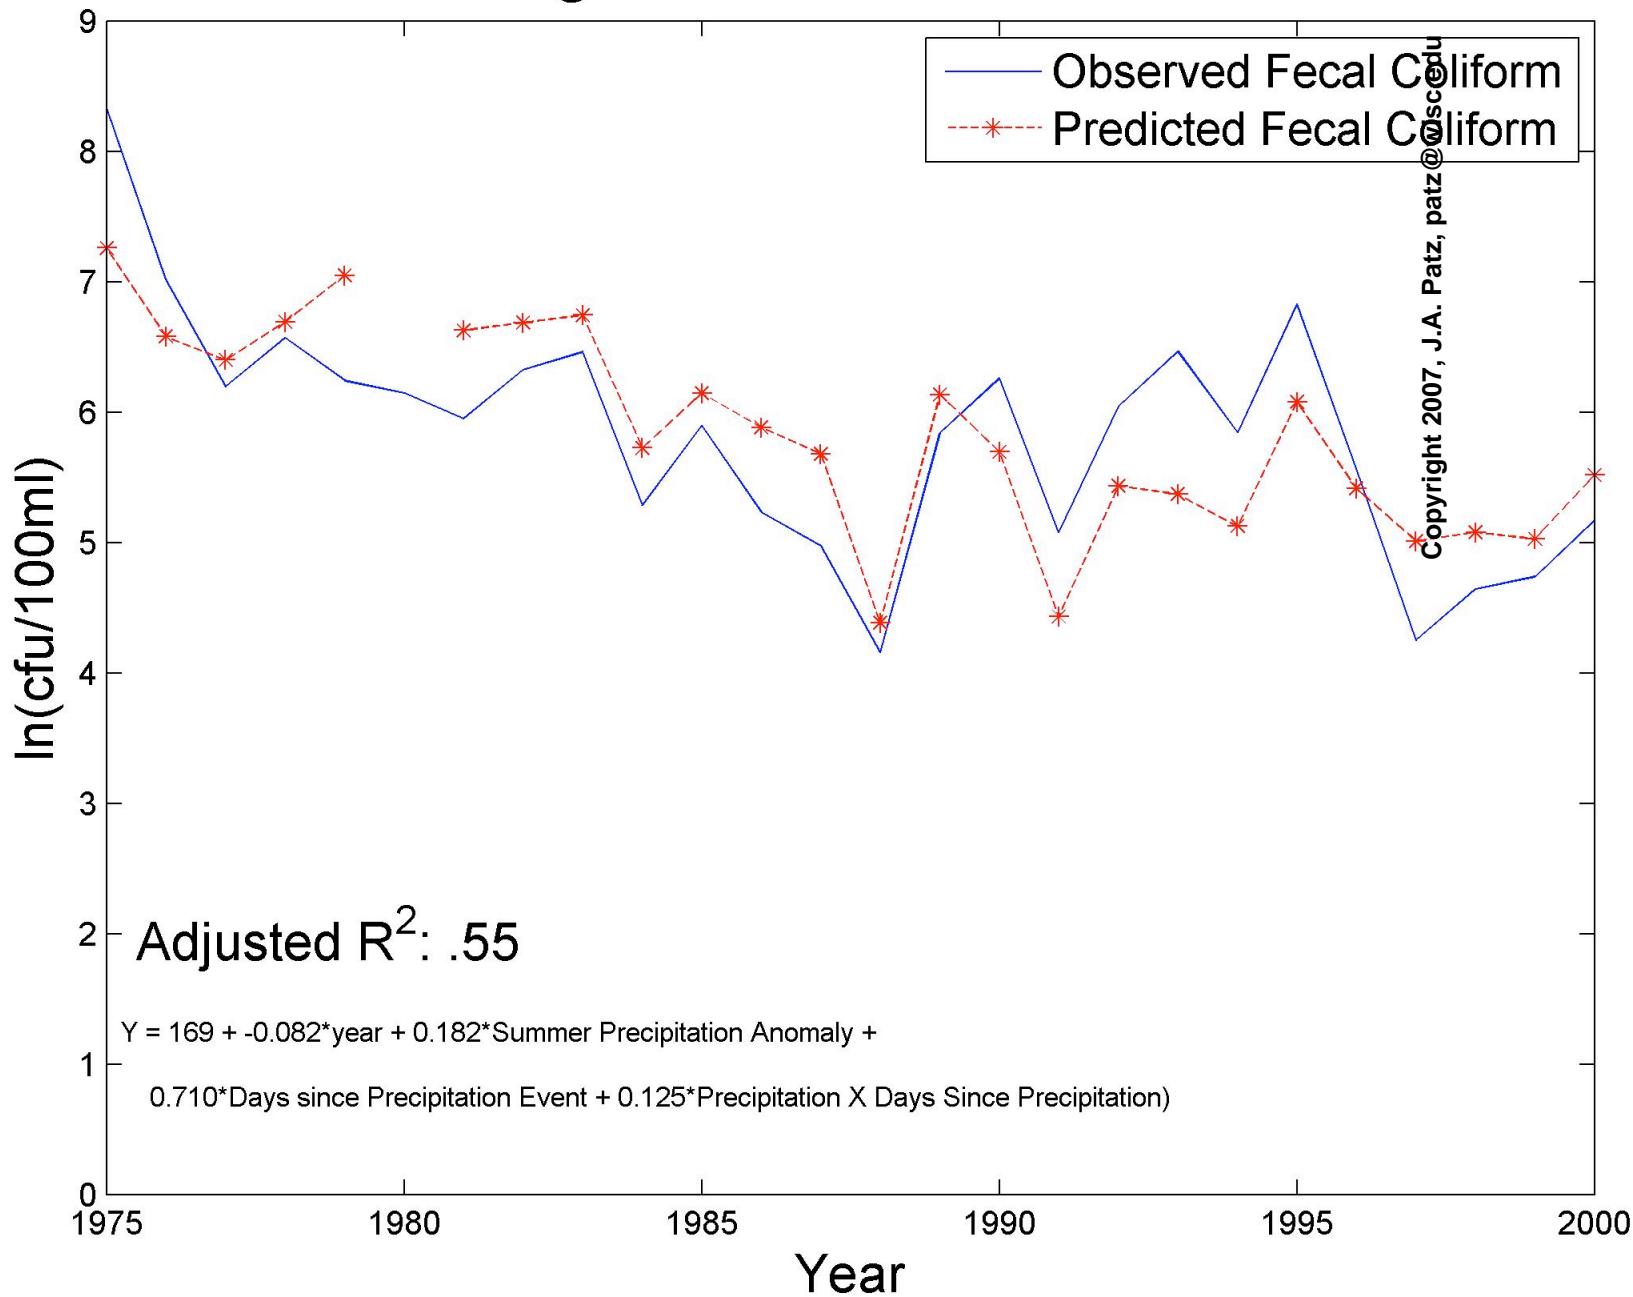 9
8
7
6
5
4
3
2
1
0
ln(cfu/100ml)
Observed Fecal Coliform
Predicted Fecal Coliform
Copyright 2007, J.A. Patz, patz@wisc.edu
Adjusted R²: .55
Y = 169 + -0.082*year + 0.182*Summer Precipitation Anomaly +
0.710*Days since Precipitation Event + 0.125*Precipitation X Days Since Precipitation)
1975 1980 1985 1990 1995 2000
Year